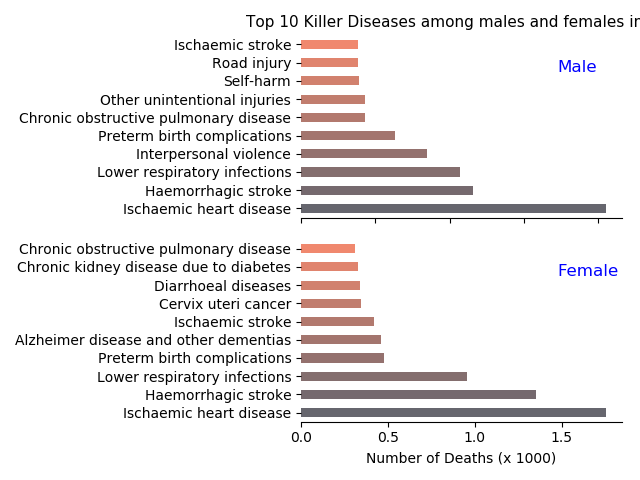 Top 10 Killer Diseases among males and females in
Ischaemic stroke
Road injury
Male
Self-harm
Other unintentional injuries
Chronic obstructive pulmonary disease
Preterm birth complications
Interpersonal violence
Lower respiratory infections
Haemorrhagic stroke
Ischaemic heart disease
Chronic obstructive pulmonary disease
Chronic kidney disease due to diabetes
Female
Diarrhoeal diseases
Cervix uteri cancer
Ischaemic stroke
Alzheimer disease and other dementias
Preterm birth complications
Lower respiratory infections
Haemorrhagic stroke
Ischaemic heart disease
0.0 0.5 1.0 1.5
Number of Deaths (x 1000)